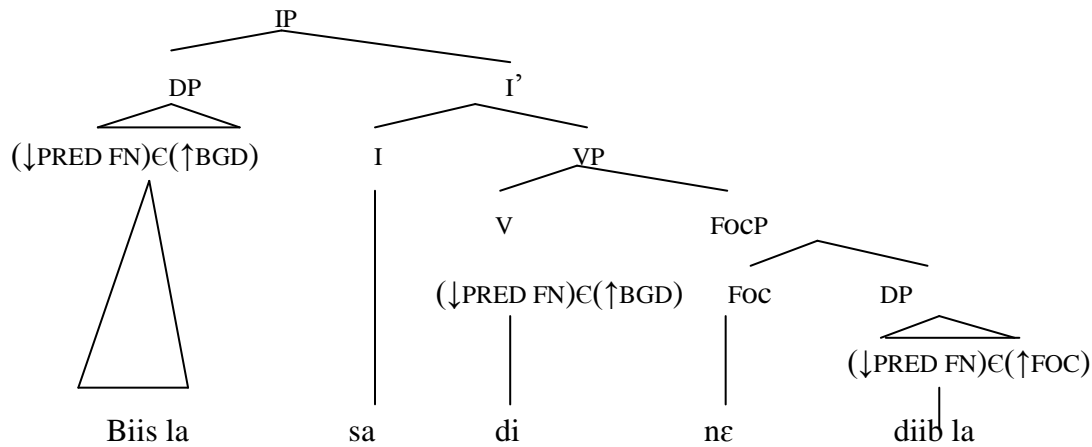 IP
DP I’
(↓PRED FN)Є(↑BGD) I VP
V FocP
(↓PRED FN)Є(↑BGD) Foc DP
(↓PRED FN)Є(↑FOC)
Biis la sa di nɛ diib la